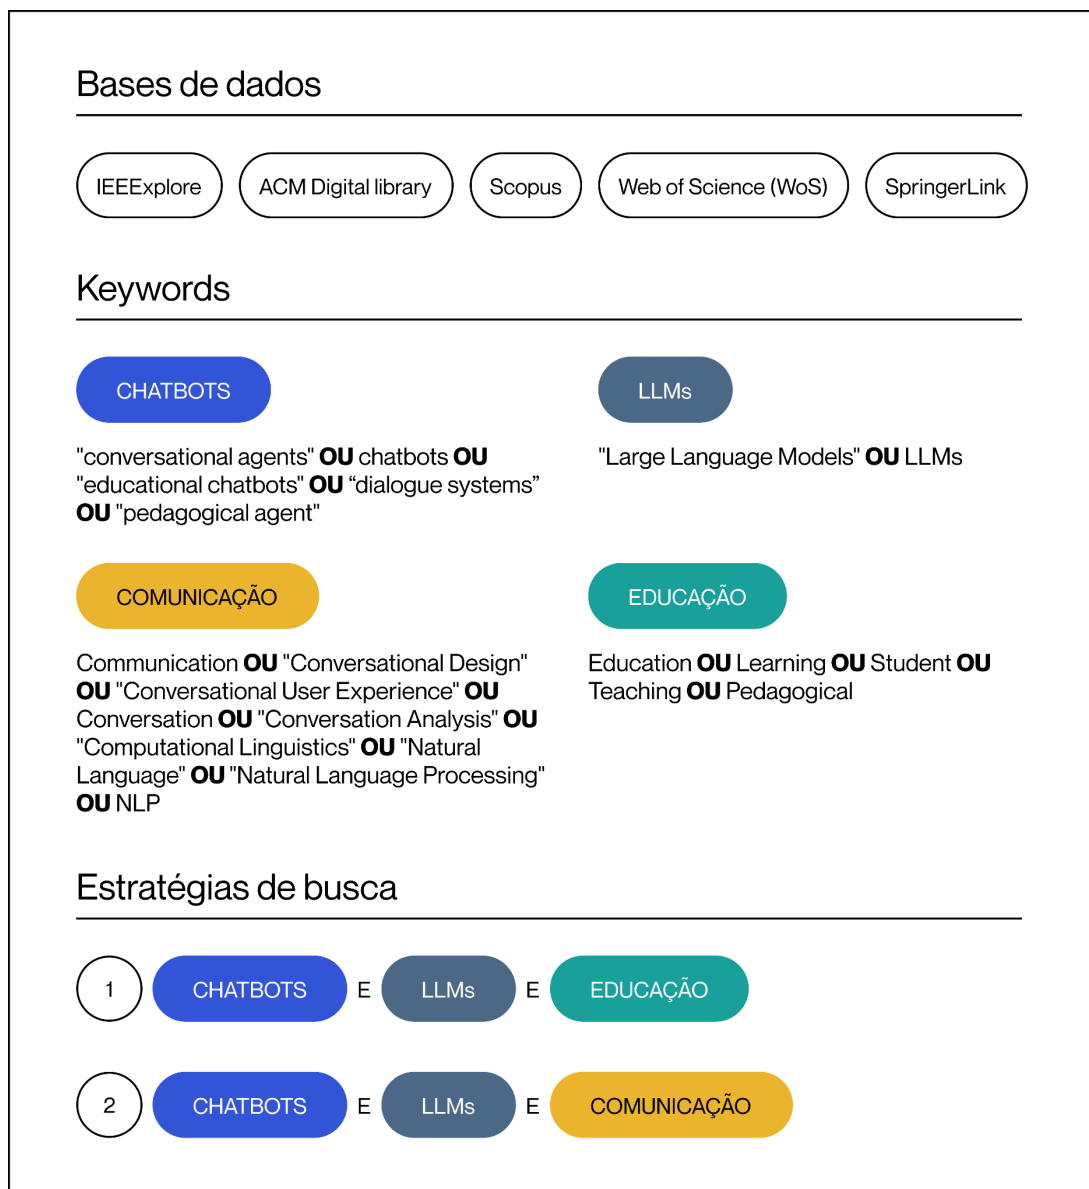 Bases de dados
IEEExplore ACM Digital library Scopus Web of Science (WoS) SpringerLink
Keywords
CHATBOTS
"conversational agents" OU chatbots OU
"educational chatbots" OU “dialogue systems”
OU "pedagogical agent"
LLMs
"Large Language Models" OU LLMs
COMUNICAÇÃO
Communication OU "Conversational Design"
OU "Conversational User Experience" OU
Conversation OU "Conversation Analysis" OU
"Computational Linguistics" OU "Natural
Language" OU "Natural Language Processing"
OU NLP
EDUCAÇÃO
Education OU Learning OU Student OU
Teaching OU Pedagogical
Estratégias de busca
1 CHATBOTS E LLMs E EDUCAÇÃO
2 CHATBOTS E LLMs E COMUNICAÇÃO